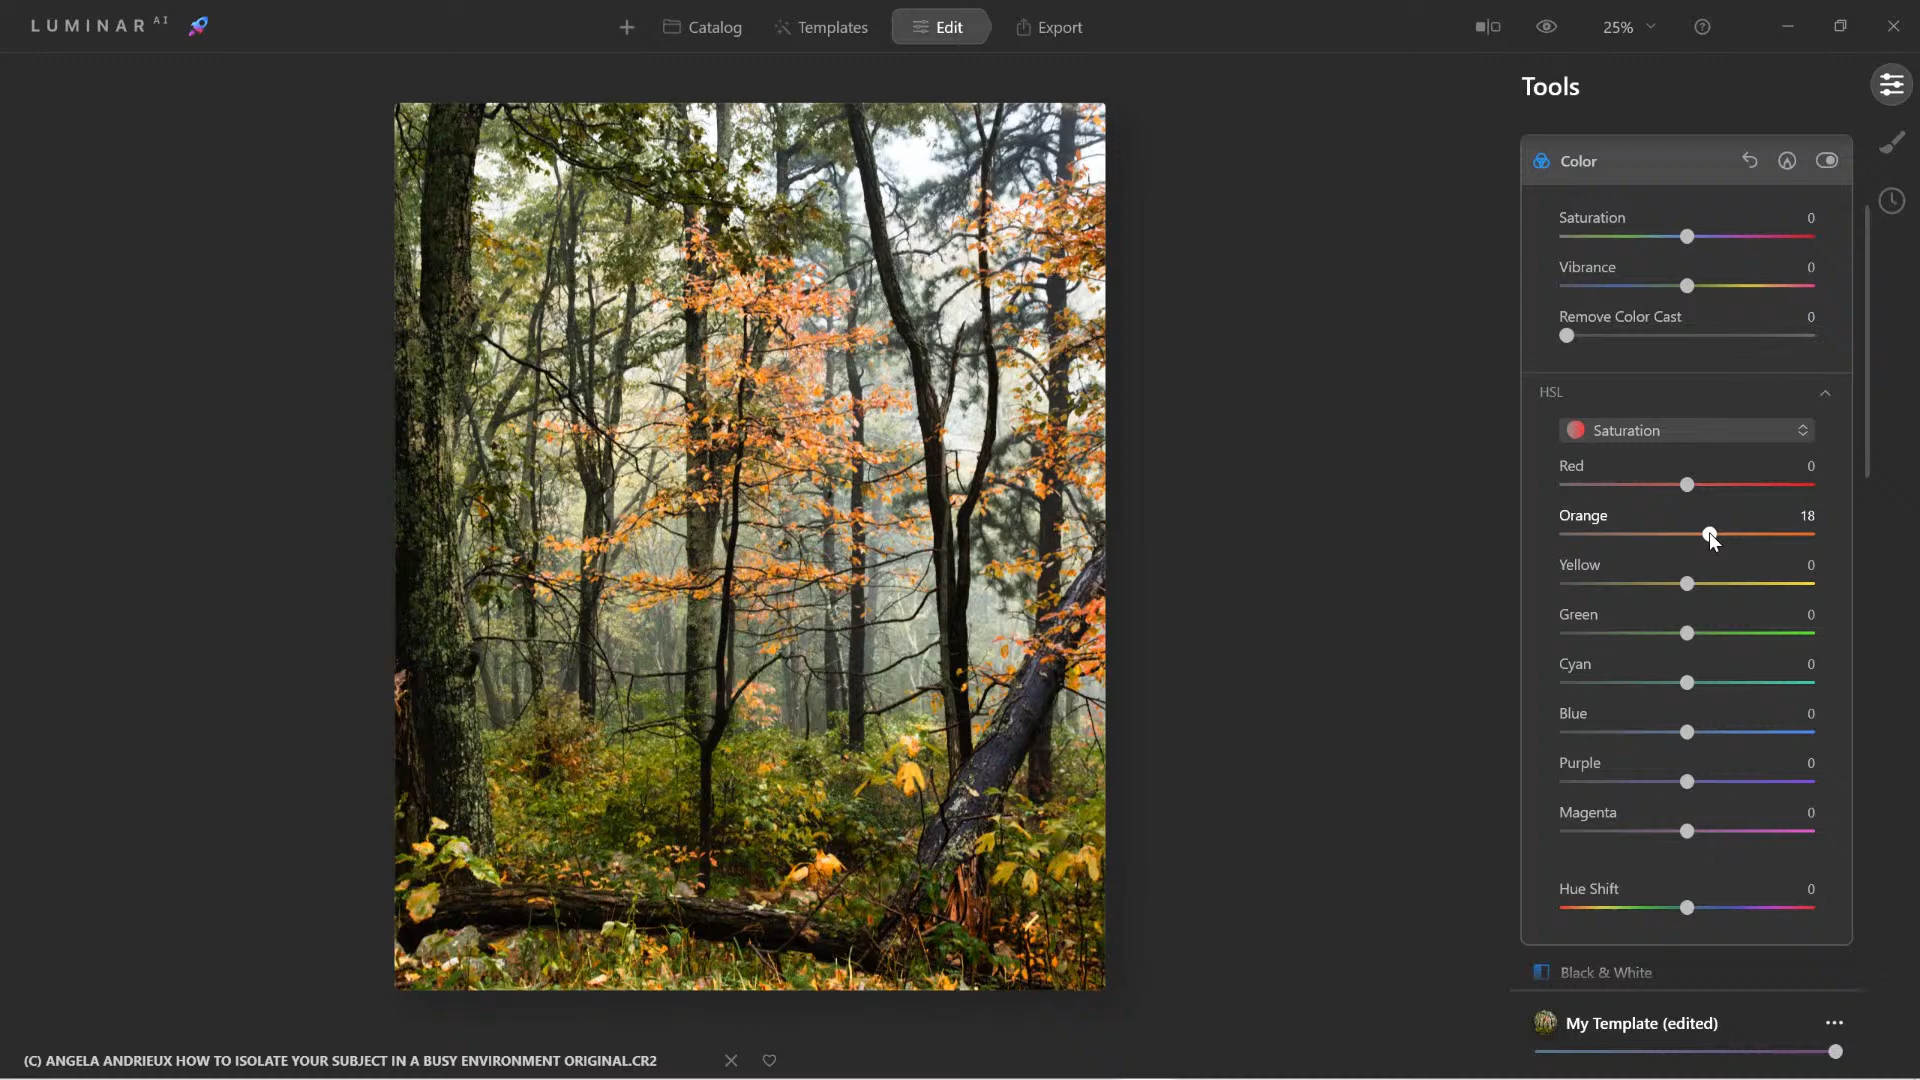 LUMINAR AI
Catalog
Templates
Edit
Export
25%
Tools
Color
Saturation 0
Vibrance 0
Remove Color Cast 0
HSL
Saturation
Red 0
Orange 18
Yellow 0
Green 0
Cyan 0
Blue 0
Purple 0
Magenta 0
Hue Shift 0
Black & White
My Template (edited)
(C) ANGELA ANDRIEUX HOW TO ISOLATE YOUR SUBJECT IN A BUSY ENVIRONMENT ORIGINAL.CR2